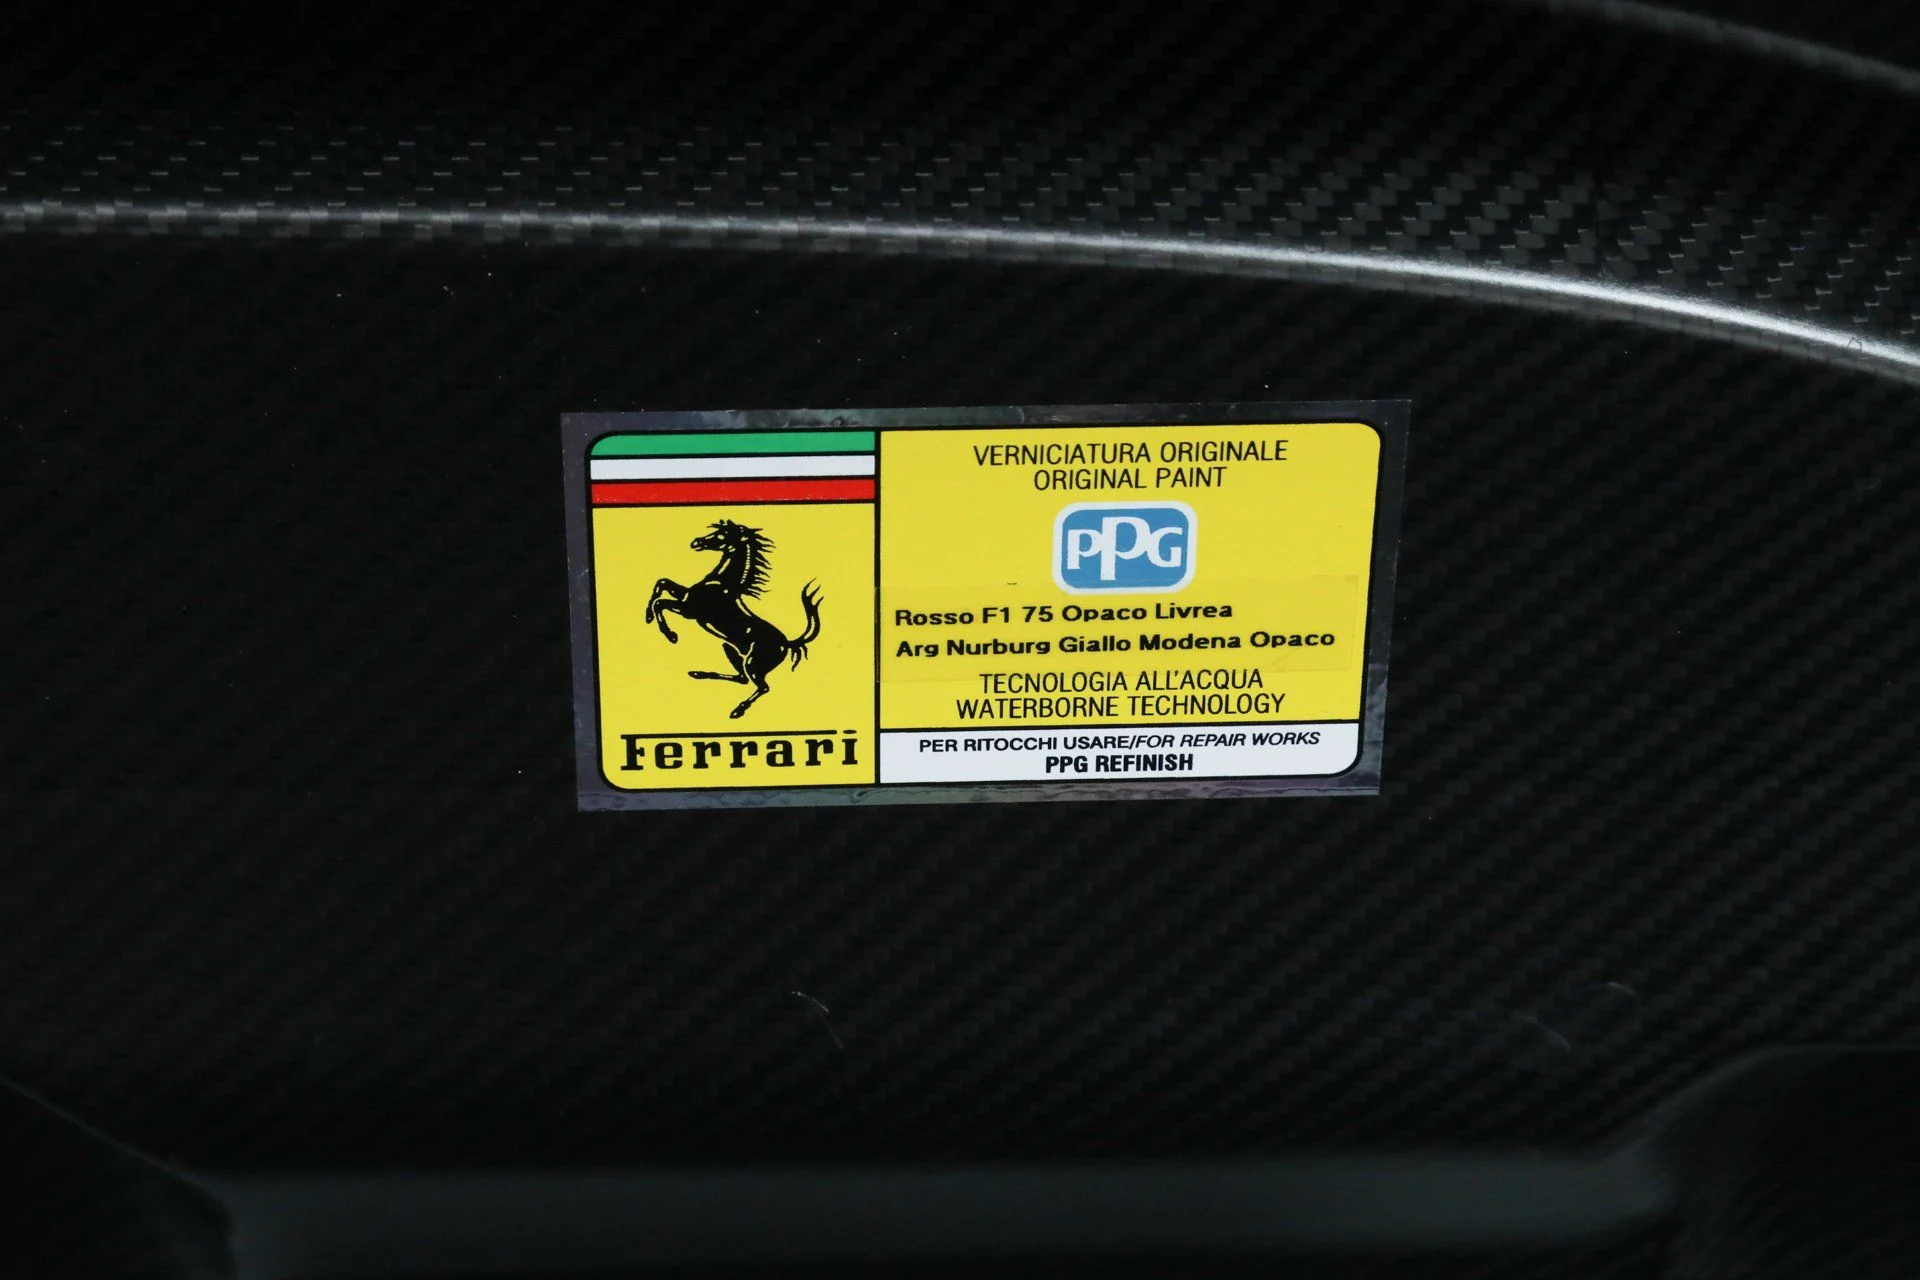 Ferrari
VERNICIATURA ORIGINALE
ORIGINAL PAINT
PPG
Rosso F1 75 Opaco Livrea
Arg Nurburg Giallo Modena Opaco
TECNOLOGIA ALL'ACQUA
WATERBORNE TECHNOLOGY
PER RITOCCHI USARE/FOR REPAIR WORKS
PPG REFINISH